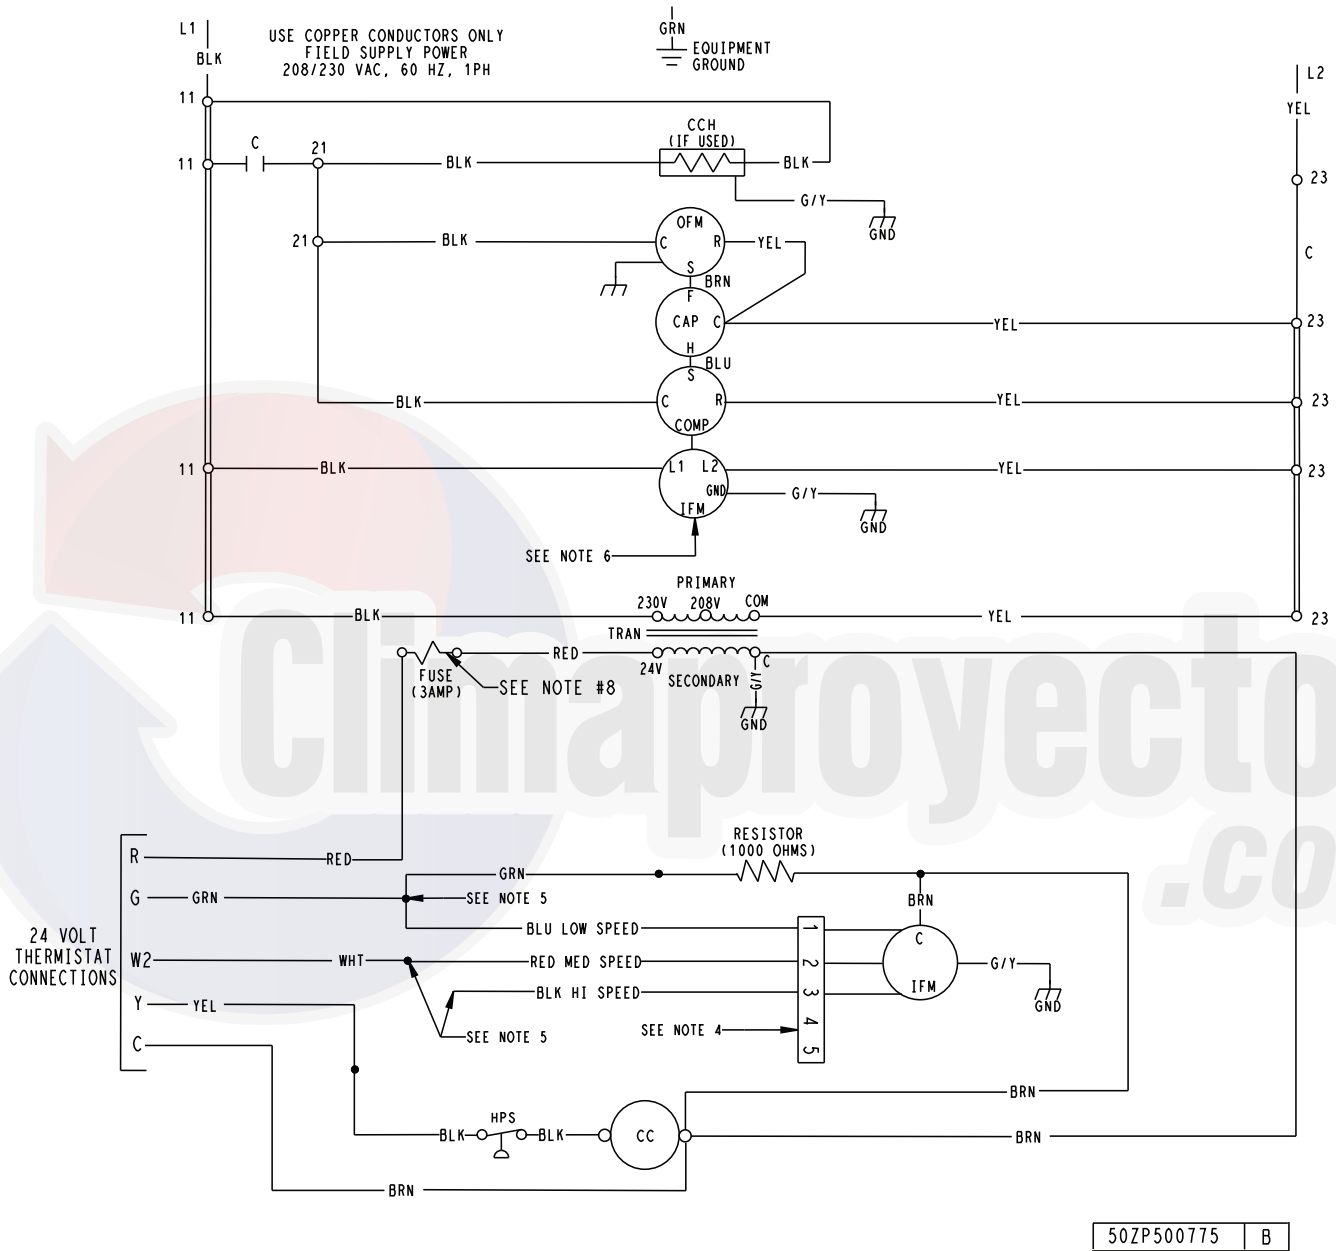 L1
BLK
USE COPPER CONDUCTORS ONLY
FIELD SUPPLY POWER
208/230 VAC, 60 HZ, 1PH
GRN
EQUIPMENT
GROUND
L2
YEL
11
CCH
(IF USED)
C
21
11
BLK
BLK
23
G/Y
GND
OFM
21
BLK
C
R
YEL
S
BRN
C
F
CAP
C
YEL
23
H
BLU
S
BLK
C
R
YEL
23
COMP
11
BLK
L1
L2
YEL
23
GND
G/Y
IFM
GND
SEE NOTE 6
PRIMARY
230V
208V
COM
11
BLK
YEL
23
TRAN
RED
24V
C
FUSE
(3AMP)
SEE NOTE #8
SECONDARY
G/Y
GND
Climaproyecto
.co
RESISTOR
(1000 OHMS)
R
RED
GRN
G
GRN
SEE NOTE 5
BRN
BLU LOW SPEED
1
C
24 VOLT
THERMISTAT
CONNECTIONS
W2
WHT
RED MED SPEED
2
G/Y
BLK HI SPEED
3
IFM
GND
Y
YEL
SEE NOTE 5
SEE NOTE 4
4
C
5
BRN
HPS
BLK
BLK
CC
BRN
BRN
50ZP500775
B